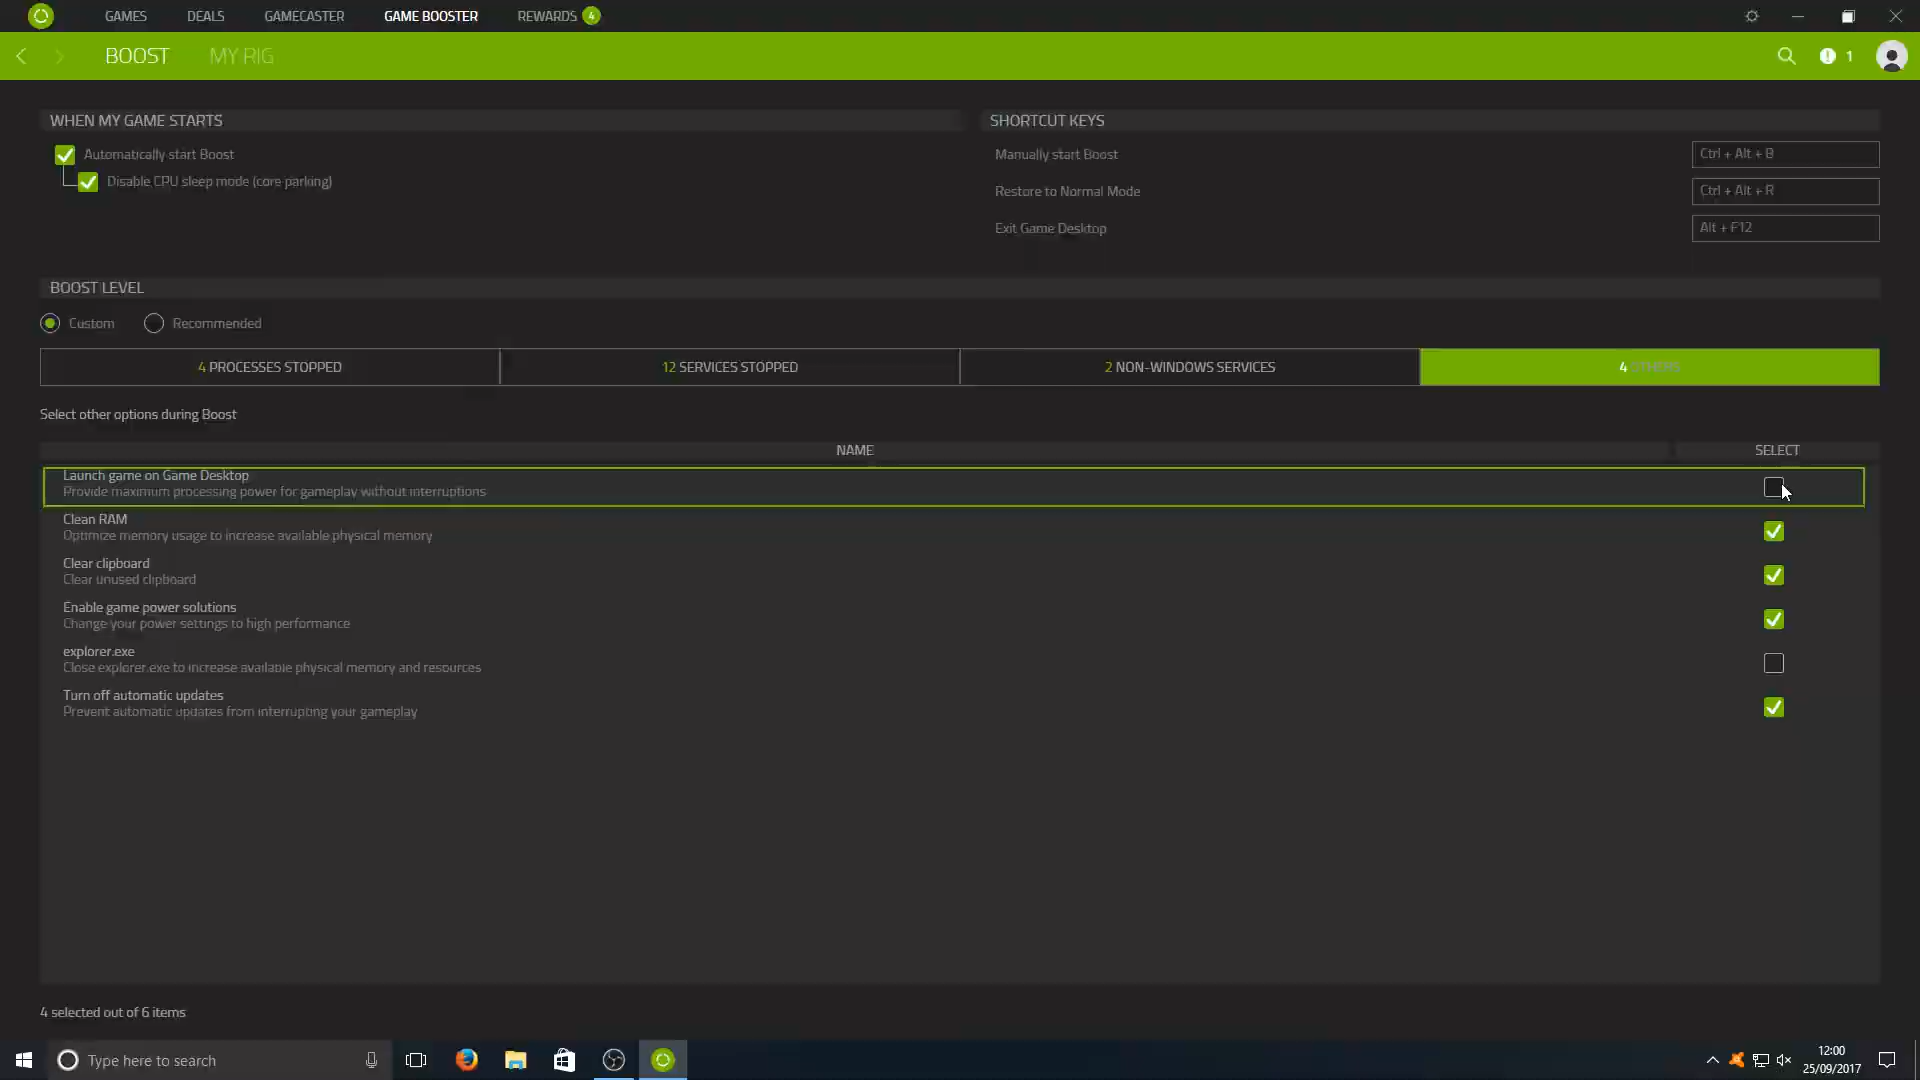 GAMES DEALS GAMECASTER GAME BOOSTER REWARDS 4
BOOST MY RIG 1
WHEN MY GAME STARTS
Automatically start Boost
Disable CPU sleep mode (core parking)
SHORTCUT KEYS
Manually start Boost Ctrl + Alt + B
Restore to Normal Mode Ctrl + Alt + R
Exit Game Desktop Alt + F12
BOOST LEVEL
Custom Recommended
4 PROCESSES STOPPED 12 SERVICES STOPPED 2 NON-WINDOWS SERVICES 4 OTHERS
Select other options during Boost
NAME SELECT
Launch game on Game Desktop
Provide maximum processing power for gameplay without interruptions
Clean RAM
Optimize memory usage to increase available physical memory
Clear clipboard
Clear unused clipboard
Enable game power solutions
Change your power settings to high performance
explorer.exe
Close explorer.exe to increase available physical memory and resources
Turn off automatic updates
Prevent automatic updates from interrupting your gameplay
4 selected out of 6 items
Type here to search
12:00
25/09/2017